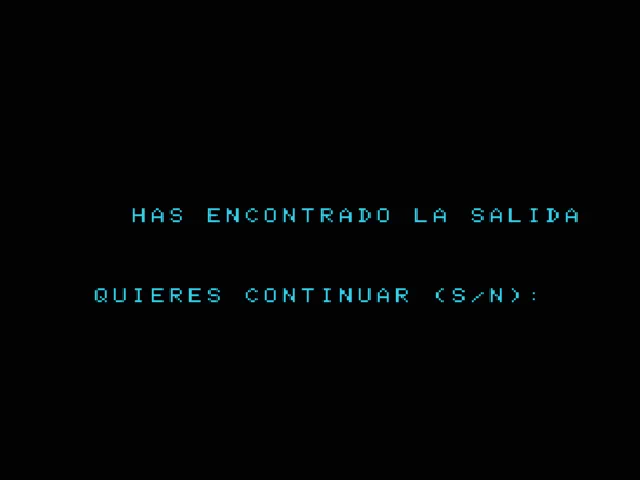 HAS ENCONTRADO LA SALIDA
QUIERES CONTINUAR (S/N):